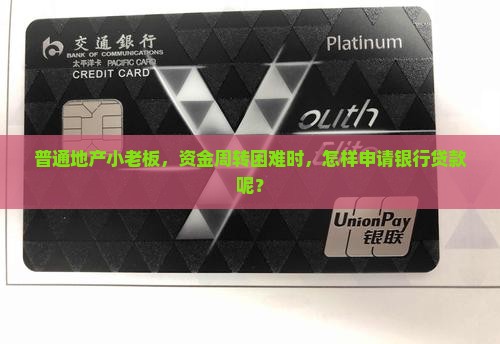 交通銀行
BANK OF COMMUNICATIONS
太平洋卡 PACIFIC CARD
CREDIT CARD
Platinum
outh
普通地产小老板，资金周转困难时，怎样申请银行贷款
呢？
Elite
UnionPay
银联